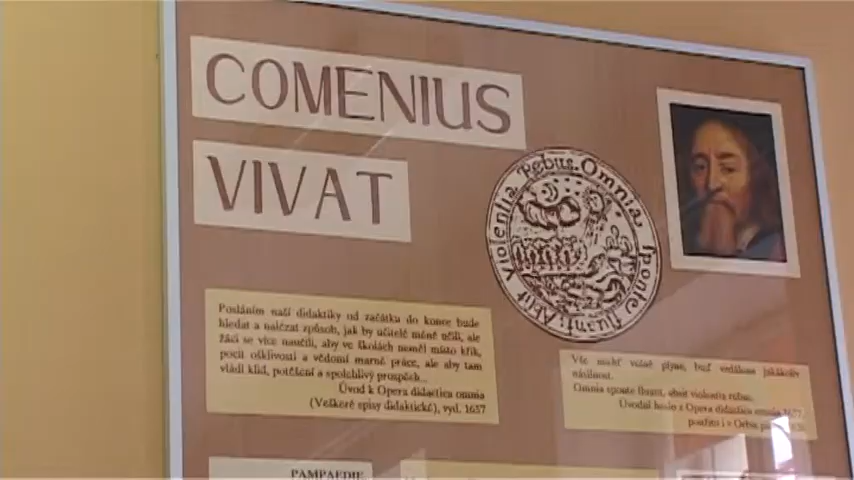 COMENIUS
VIVAT
Omnia Sponte Fluant: Absit Violentia Rebus
Posláním naší didaktiky od začátku do konce bude
hledat a nalézat způsob, jak by učitelé méně učili, ale
žáci se více naučili, aby ve školách neměl místo křik,
pocit ošklivosti a vědomí marné práce, ale aby tam
vládl klid, potěšení a spolehlivý prospěch...
Úvod k Opera didactica omnia
(Veškeré spisy didaktické), vyd. 1657
Vše nechť volně plyne, buď vzdáleno jakékoliv
násilnost.
Omnia sponte fluant, absit violentia rebus.
Úvodní heslo z Opera didactica omnia 1657,
použito i v Orbis
PAMPAEDIE